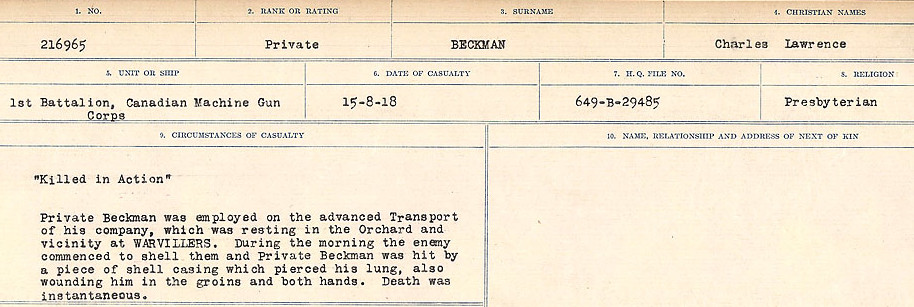 1. NO. 2. RANK OR RATING 3. SURNAME 4. CHRISTIAN NAMES
216965 Private BECKMAN Charles Lawrence
5. UNIT OR SHIP 6. DATE OF CASUALTY 7. H. Q. FILE NO. 8. RELIGION
1st Battalion, Canadian Machine Gun 15-8-18 649-B-29485 Presbyterian
Corps
9. CIRCUMSTANCES OF CASUALTY 10. NAME, RELATIONSHIP AND ADDRESS OF NEXT OF KIN
"Killed in Action"
Private Beckman was employed on the advanced Transport
of his company, which was resting in the Orchard and
vicinity at WARVILLERS. During the morning the enemy
commenced to shell them and Private Beckman was hit by
a piece of shell casing which pierced his lung, also
wounding him in the groins and both hands. Death was
instantaneous.